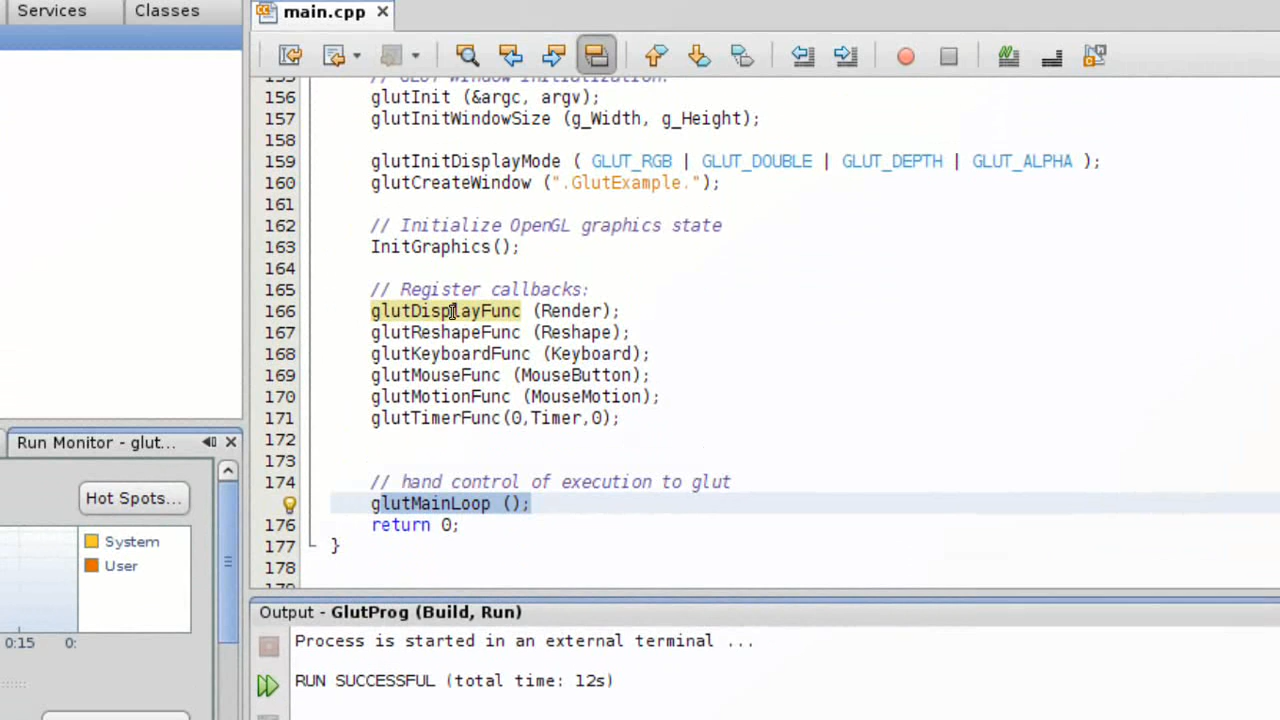 Services
Classes
main.cpp
// GLUT Window Initialization:
156 glutInit (&argc, argv);
157 glutInitWindowSize (g_Width, g_Height);
158
159 glutInitDisplayMode ( GLUT_RGB | GLUT_DOUBLE | GLUT_DEPTH | GLUT_ALPHA );
160 glutCreateWindow (".GlutExample.");
161
162 // Initialize OpenGL graphics state
163 InitGraphics();
164
165 // Register callbacks:
166 glutDisplayFunc (Render);
167 glutReshapeFunc (Reshape);
168 glutKeyboardFunc (Keyboard);
169 glutMouseFunc (MouseButton);
170 glutMotionFunc (MouseMotion);
171 glutTimerFunc(0,Timer,0);
172
173
174 // hand control of execution to glut
glutMainLoop ();
176 return 0;
177 }
178
Run Monitor - glut...
Hot Spots...
System
User
0:15 0:
Output - GlutProg (Build, Run)
Process is started in an external terminal ...
RUN SUCCESSFUL (total time: 12s)